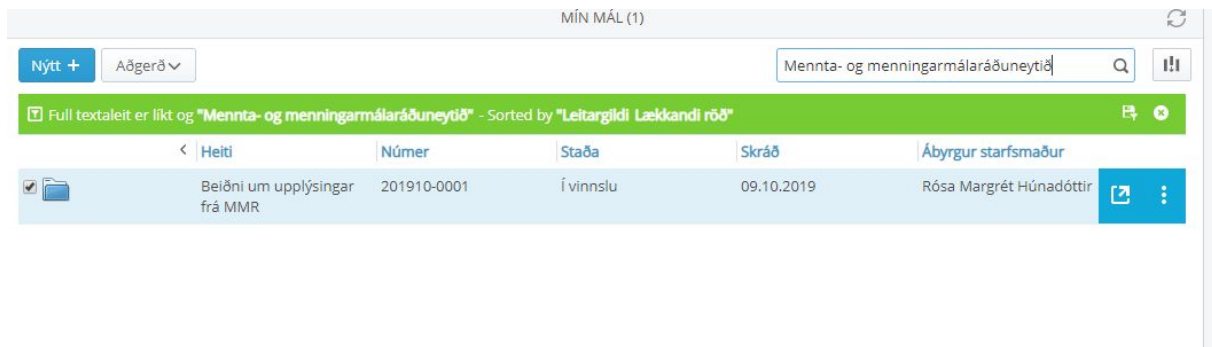 MÍN MÁL (1)
Nýtt +
Aðgerð
Mennta- og menningarmálaráðuneytið
Full textaleit er líkt og "Mennta- og menningarmálaráðuneytið" - Sorted by "Leitargildi Lækkandi röð"
< Heiti Númer Staða Skráð Ábyrgur starfsmaður
Beiðni um upplýsingar 201910-0001 Í vinnslu 09.10.2019 Rósa Margrét Húnadóttir
frá MMR